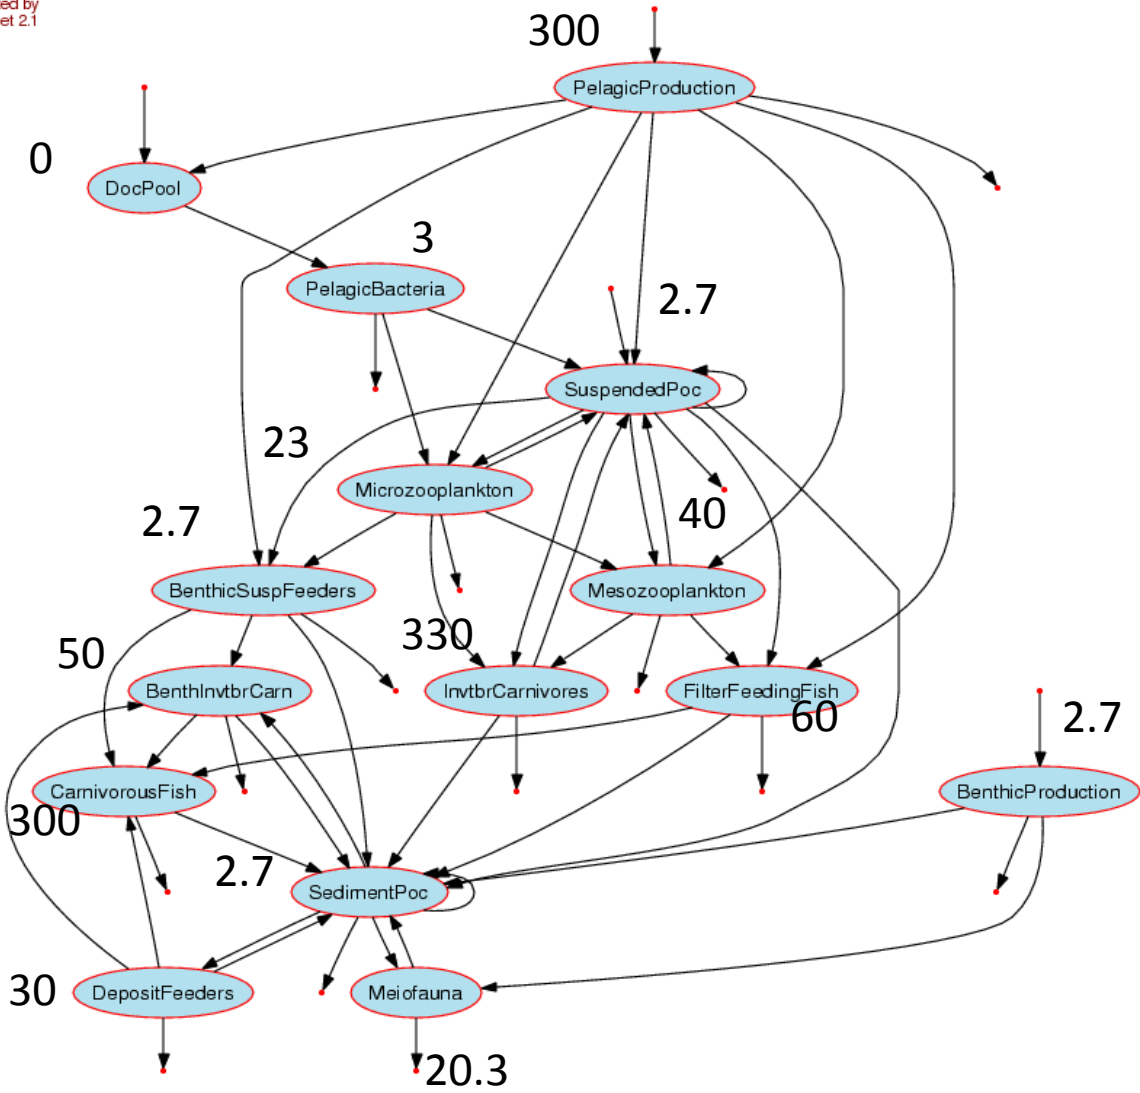 ed by
et 2.1
300
PelagicProduction
0
DocPool
3
PelagicBacteria
2.7
SuspendedPoc
23
Microzooplankton
40
2.7
BenthicSuspFeeders
Mesozooplankton
330
50
BenthInvtbrCarn
InvtbrCarnivores
FilterFeedingFish
60
2.7
CarnivorousFish
BenthicProduction
300
2.7
SedimentPoc
30
DepositFeeders
Meiofauna
20.3